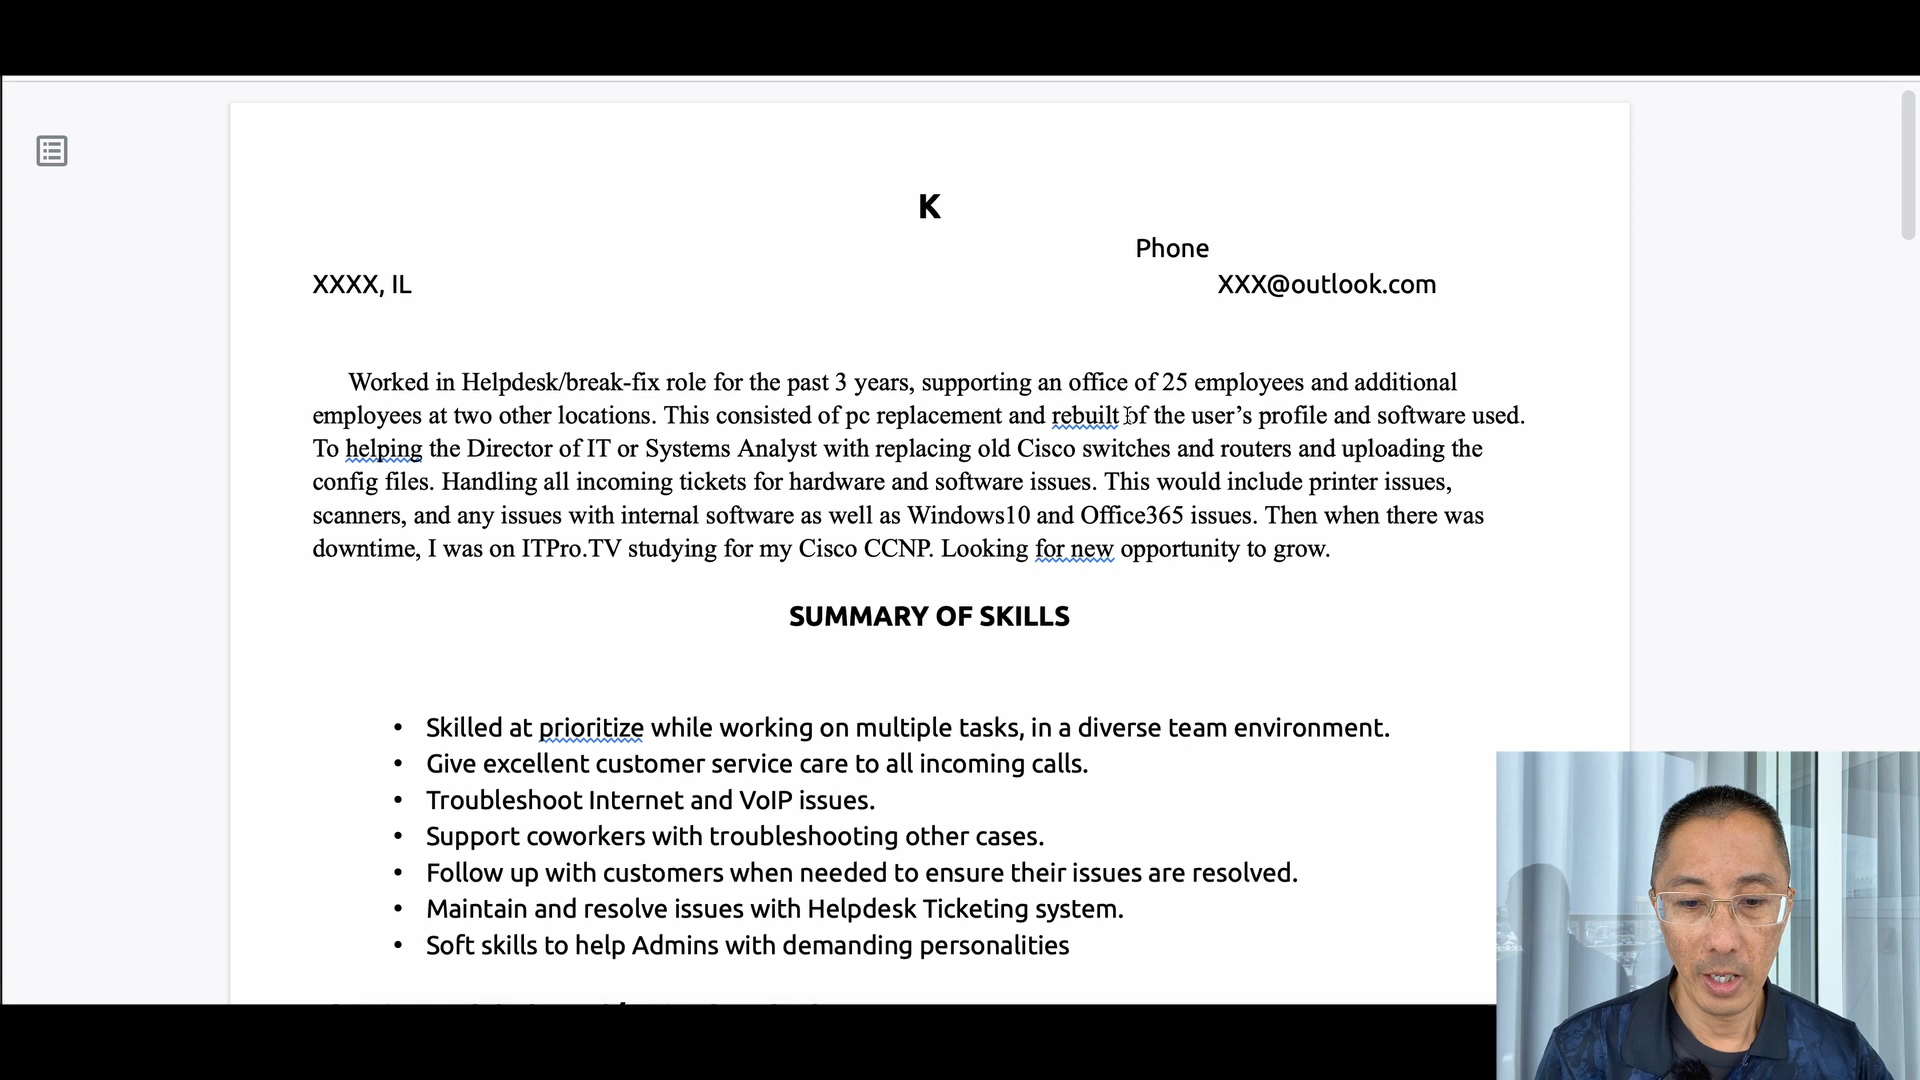 K
Phone
XXXX, IL
XXX@outlook.com
Worked in Helpdesk/break-fix role for the past 3 years, supporting an office of 25 employees and additional
employees at two other locations. This consisted of pc replacement and rebuilt of the user’s profile and software used.
To helping the Director of IT or Systems Analyst with replacing old Cisco switches and routers and uploading the
config files. Handling all incoming tickets for hardware and software issues. This would include printer issues,
scanners, and any issues with internal software as well as Windows10 and Office365 issues. Then when there was
downtime, I was on ITPro.TV studying for my Cisco CCNP. Looking for new opportunity to grow.
SUMMARY OF SKILLS
• Skilled at prioritize while working on multiple tasks, in a diverse team environment.
• Give excellent customer service care to all incoming calls.
• Troubleshoot Internet and VoIP issues.
• Support coworkers with troubleshooting other cases.
• Follow up with customers when needed to ensure their issues are resolved.
• Maintain and resolve issues with Helpdesk Ticketing system.
• Soft skills to help Admins with demanding personalities